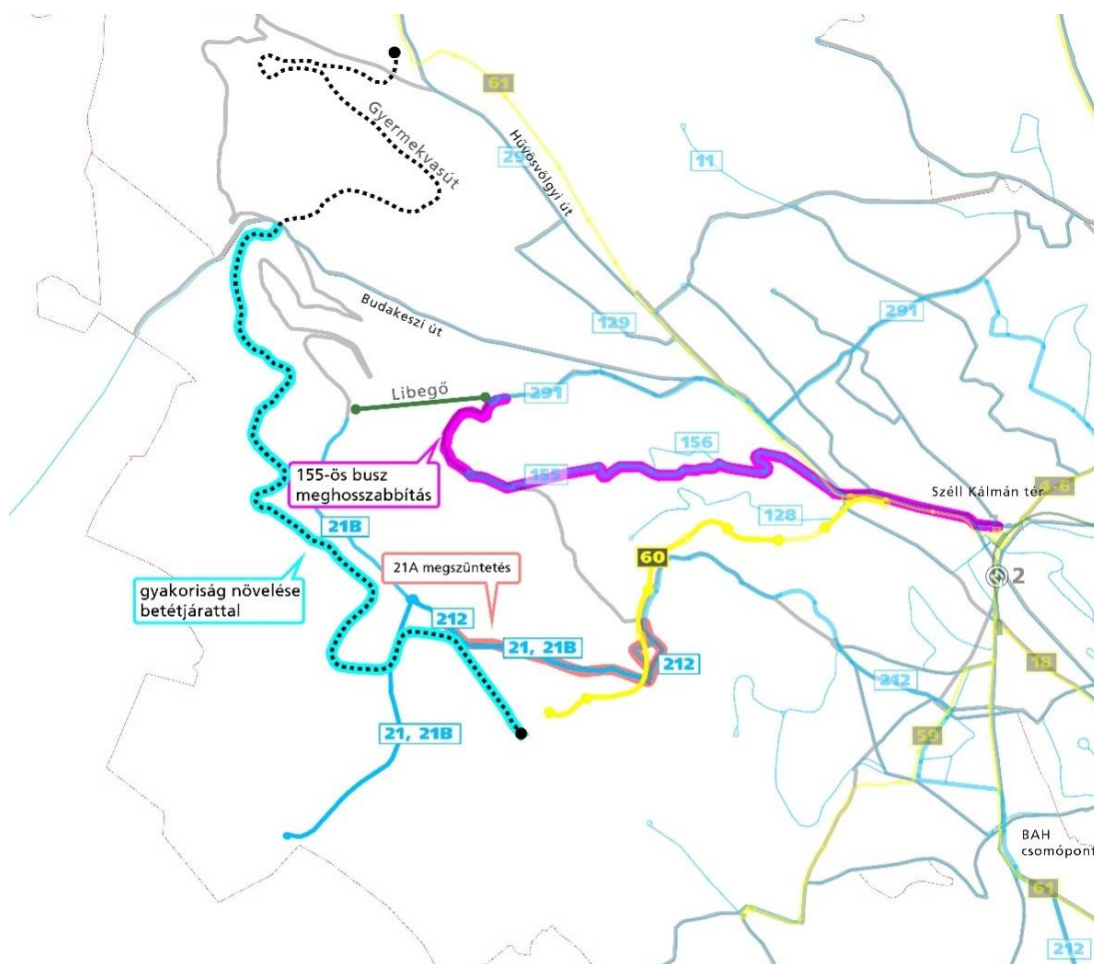 61
Gyermekvasút
29
Hűvösvölgyi út
11
Budakeszi út
129
291
Libegő
291
155-ös busz
meghosszabbítás
155
156
4-6
Széll Kálmán tér
128
21B
60
2
21A megszűntetés
gyakoriság növelése
betétjárattal
212
21, 21B
212
18
212
21, 21B
59
BAH
csomópont
61
212